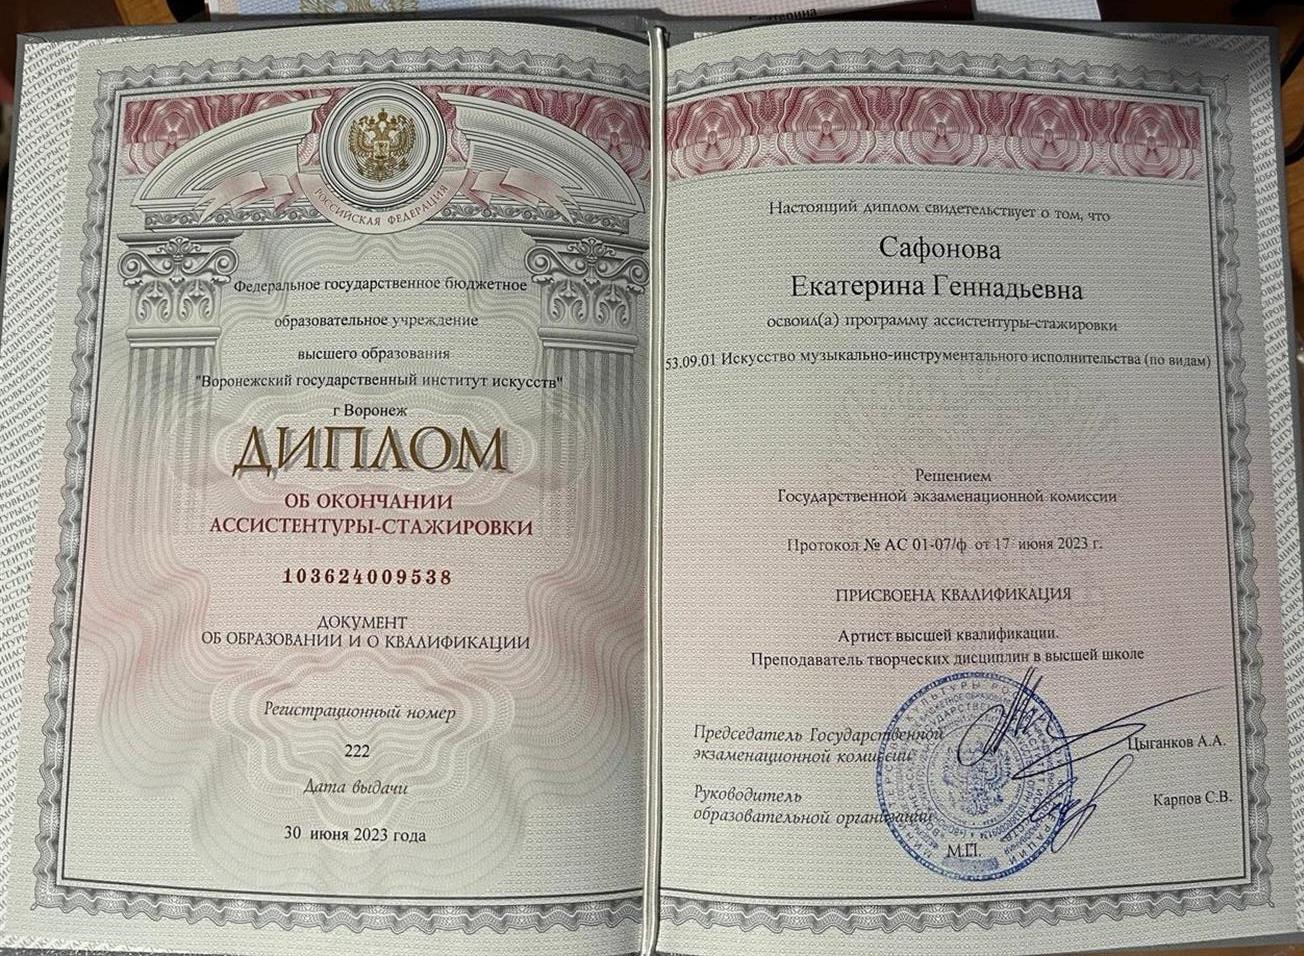 Екатерина
РОССИЙСКАЯ ФЕДЕРАЦИЯ
Федеральное государственное бюджетное
образовательное учреждение
высшего образования
"Воронежский государственный институт искусств"
г Воронеж
ДИПЛОМ
ОБ ОКОНЧАНИИ
АССИСТЕНТУРЫ-СТАЖИРОВКИ
103624009538
ДОКУМЕНТ
ОБ ОБРАЗОВАНИИ И О КВАЛИФИКАЦИИ
Регистрационный номер
222
Дата выдачи
30 июня 2023 года
Настоящий диплом свидетельствует о том, что
Сафонова
Екатерина Геннадьевна
освоил(а) программу ассистентуры-стажировки
53.09.01 Искусство музыкально-инструментального исполнительства (по видам)
Решением
Государственной экзаменационной комиссии
Протокол № АС 01-07/ф от 17 июня 2023 г.
ПРИСВОЕНА КВАЛИФИКАЦИЯ
Артист высшей квалификации.
Преподаватель творческих дисциплин в высшей школе
Председатель Государственной
экзаменационной комиссии
Цыганков А.А.
Руководитель
образовательной организации
Карпов С.В.
М.П.